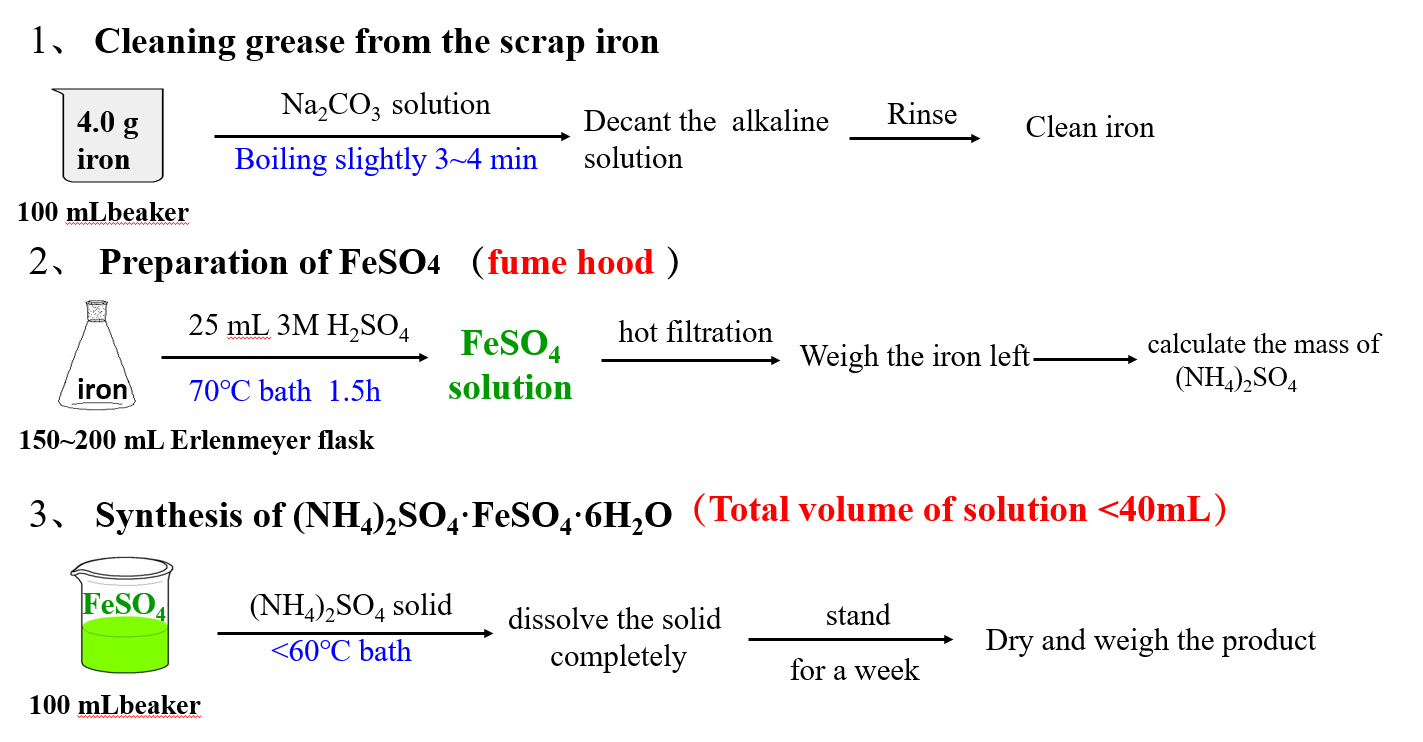 1、 Cleaning grease from the scrap iron
4.0 g
iron
100 mLbeaker
Na₂CO₃ solution
Boiling slightly 3~4 min
Decant the alkaline
solution
Rinse
Clean iron
2、 Preparation of FeSO4 （fume hood ）
iron
150~200 mL Erlenmeyer flask
25 mL 3M H₂SO₄
70℃ bath 1.5h
FeSO₄
solution
hot filtration
Weigh the iron left
calculate the mass of
(NH₄)₂SO₄
3、 Synthesis of (NH₄)₂SO₄·FeSO₄·6H₂O（Total volume of solution <40mL）
FeSO₄
100 mLbeaker
(NH₄)₂SO₄ solid
<60℃ bath
dissolve the solid
completely
stand
for a week
Dry and weigh the product